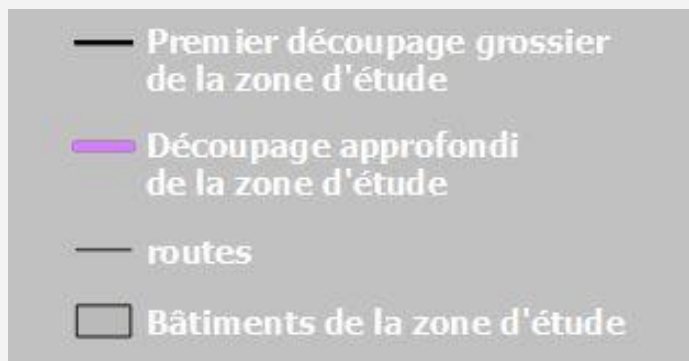 Premier découpage grossier
de la zone d'étude
Découpage approfondi
de la zone d'étude
routes
Bâtiments de la zone d'étude